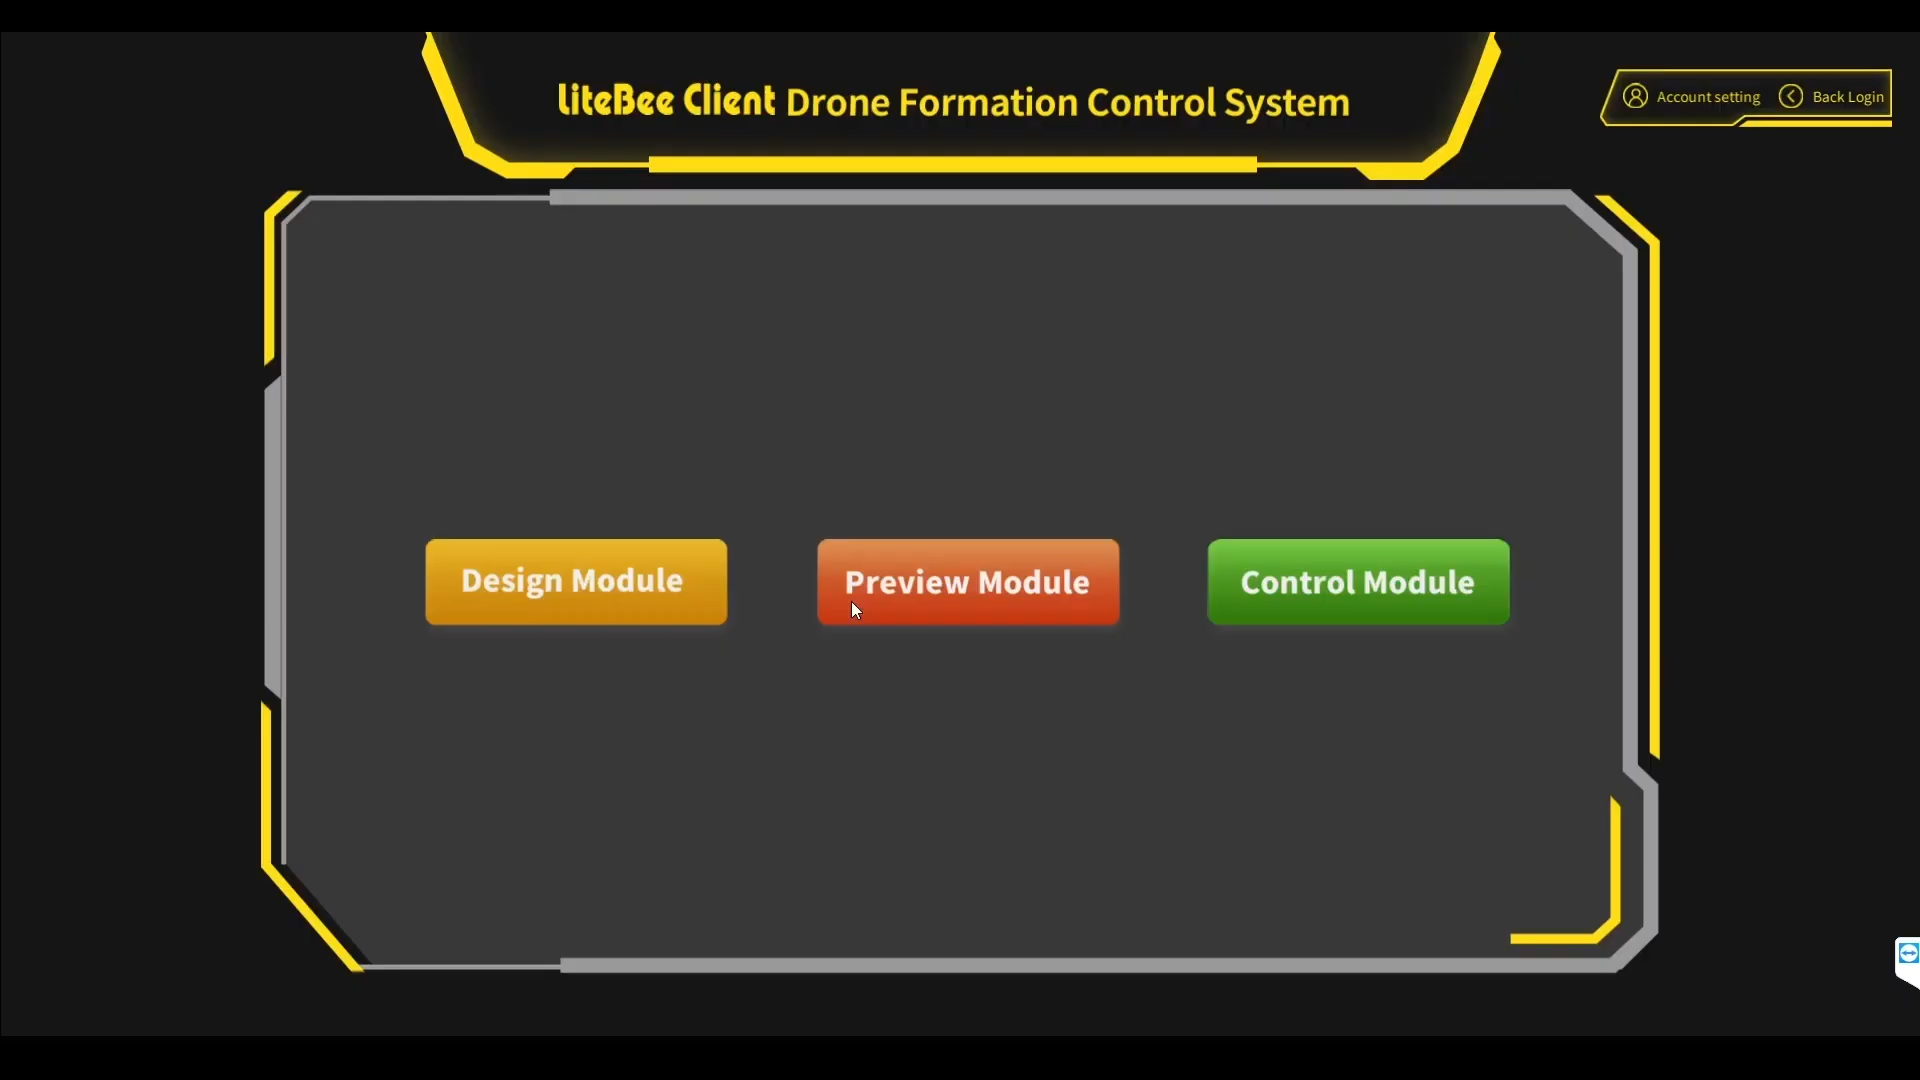 LiteBee Client Drone Formation Control System
Account setting
Back Login
Design Module
Preview Module
Control Module